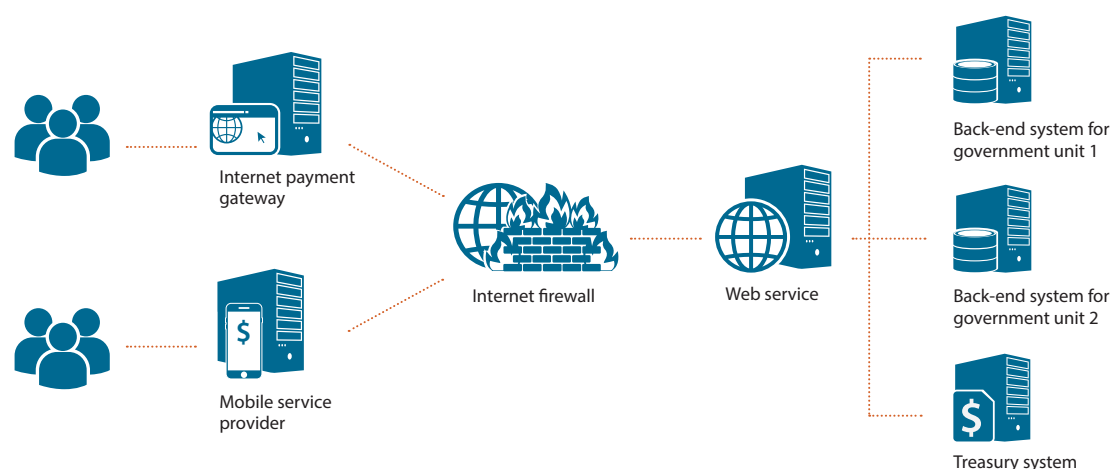 Internet payment
gateway
Mobile service
provider
$
Internet firewall
Web service
Back-end system for
government unit 1
Back-end system for
government unit 2
$
Treasury system